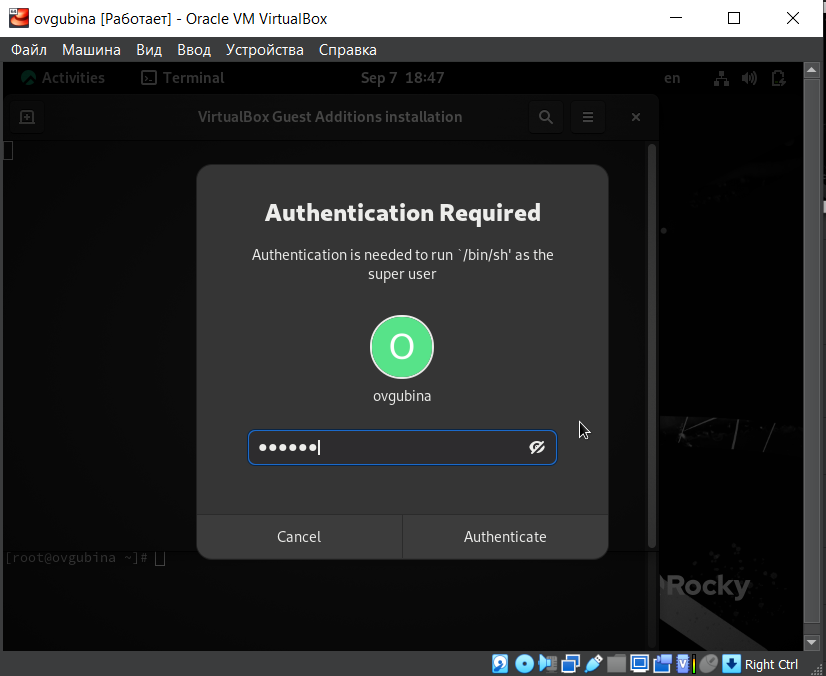 ovgubina [Работает] - Oracle VM VirtualBox
Файл Машина Вид Ввод Устройства Справка
Activities Terminal Sep 7 18:47 en
VirtualBox Guest Additions installation
Authentication Required
Authentication is needed to run `/bin/sh' as the
super user
O
ovgubina
●●●●●●
Cancel Authenticate
[root@ovgubina ~]#
Rocky
Right Ctrl